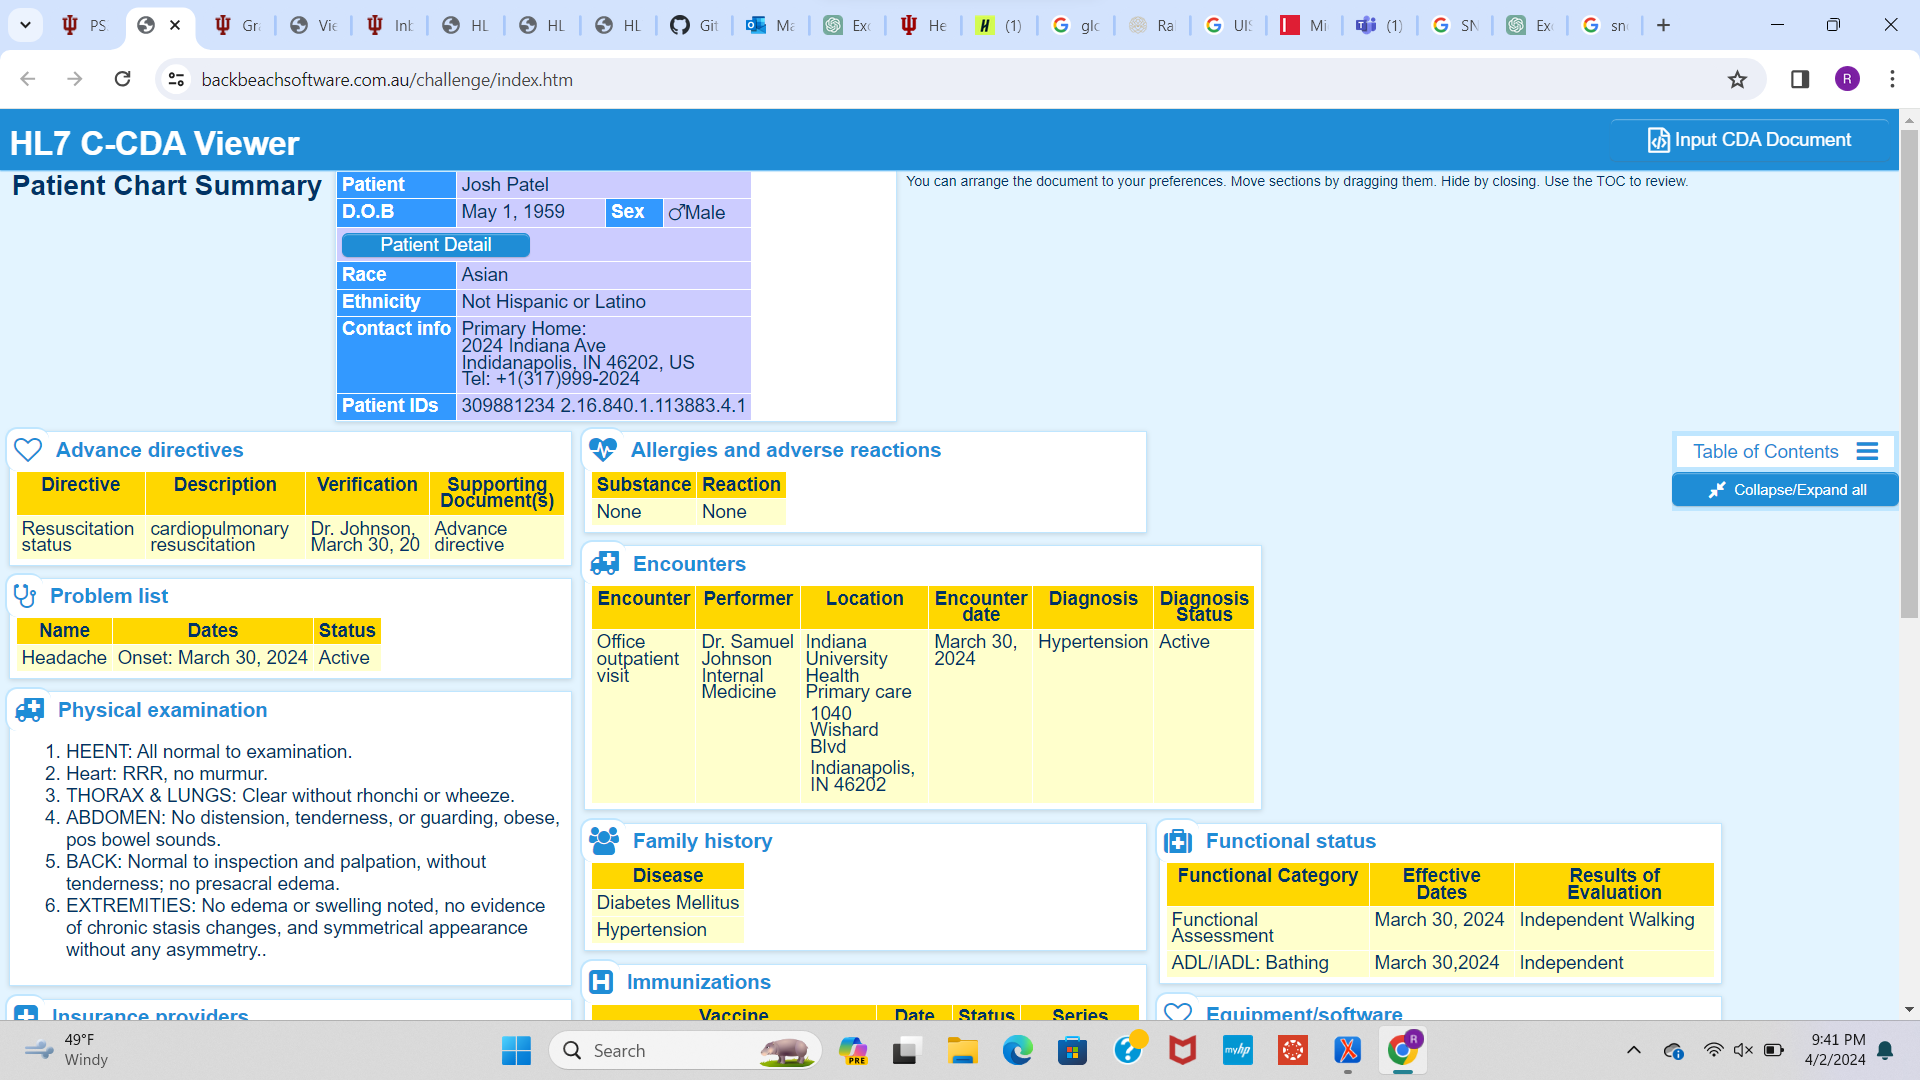 PS
Gr
Vie
Inb
HL
HL
HL
Git
Ma
Exc
He
(1)
glo
Ra
UIS
Mi
(1)
SN
Ex
sn
backbeachsoftware.com.au/challenge/index.htm
R
HL7 C-CDA Viewer
Input CDA Document
Patient Chart Summary
Patient Josh Patel
D.O.B May 1, 1959 Sex ♂Male
Patient Detail
Race Asian
Ethnicity Not Hispanic or Latino
Contact info Primary Home:
2024 Indiana Ave
Indidanapolis, IN 46202, US
Tel: +1(317)999-2024
Patient IDs 309881234 2.16.840.1.113883.4.1
You can arrange the document to your preferences. Move sections by dragging them. Hide by closing. Use the TOC to review.
Table of Contents
Collapse/Expand all
Advance directives
Directive Description Verification Supporting
Document(s)
Resuscitation cardiopulmonary Dr. Johnson, Advance
status resuscitation March 30, 20 directive
Problem list
Name Dates Status
Headache Onset: March 30, 2024 Active
Physical examination
1. HEENT: All normal to examination.
2. Heart: RRR, no murmur.
3. THORAX & LUNGS: Clear without rhonchi or wheeze.
4. ABDOMEN: No distension, tenderness, or guarding, obese,
pos bowel sounds.
5. BACK: Normal to inspection and palpation, without
tenderness; no presacral edema.
6. EXTREMITIES: No edema or swelling noted, no evidence
of chronic stasis changes, and symmetrical appearance
without any asymmetry..
Insurance providers
Allergies and adverse reactions
Substance Reaction
None None
Encounters
Encounter Performer Location Encounter Diagnosis Diagnosis
date Status
Office Dr. Samuel Indiana March 30, Hypertension Active
outpatient Johnson University 2024
visit Internal Health
Medicine Primary care
1040
Wishard
Blvd
Indianapolis,
IN 46202
Family history
Disease
Diabetes Mellitus
Hypertension
Immunizations
Vaccine Date Status Series
Functional status
Functional Category Effective Results of
Dates Evaluation
Functional March 30, 2024 Independent Walking
Assessment
ADL/IADL: Bathing March 30,2024 Independent
Equipment/software
49°F
Windy
Search
PRE
myhp
R
9:41 PM
4/2/2024